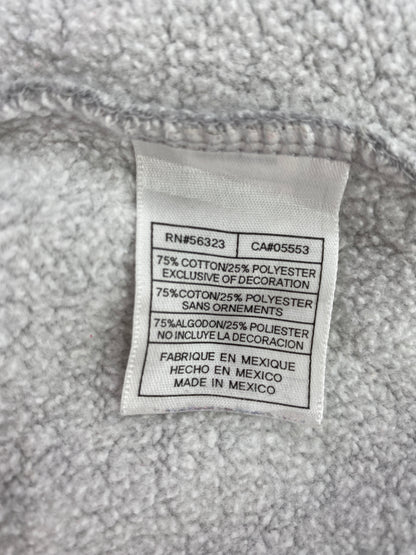 RN#56323 CA#05553
75% COTTON/25% POLYESTER
EXCLUSIVE OF DECORATION
75%COTON/25% POLYESTER
SANS ORNEMENTS
75%ALGODON/25% POLIESTER
NO INCLUYE LA DECORACION
FABRIQUE EN MEXIQUE
HECHO EN MEXICO
MADE IN MEXICO